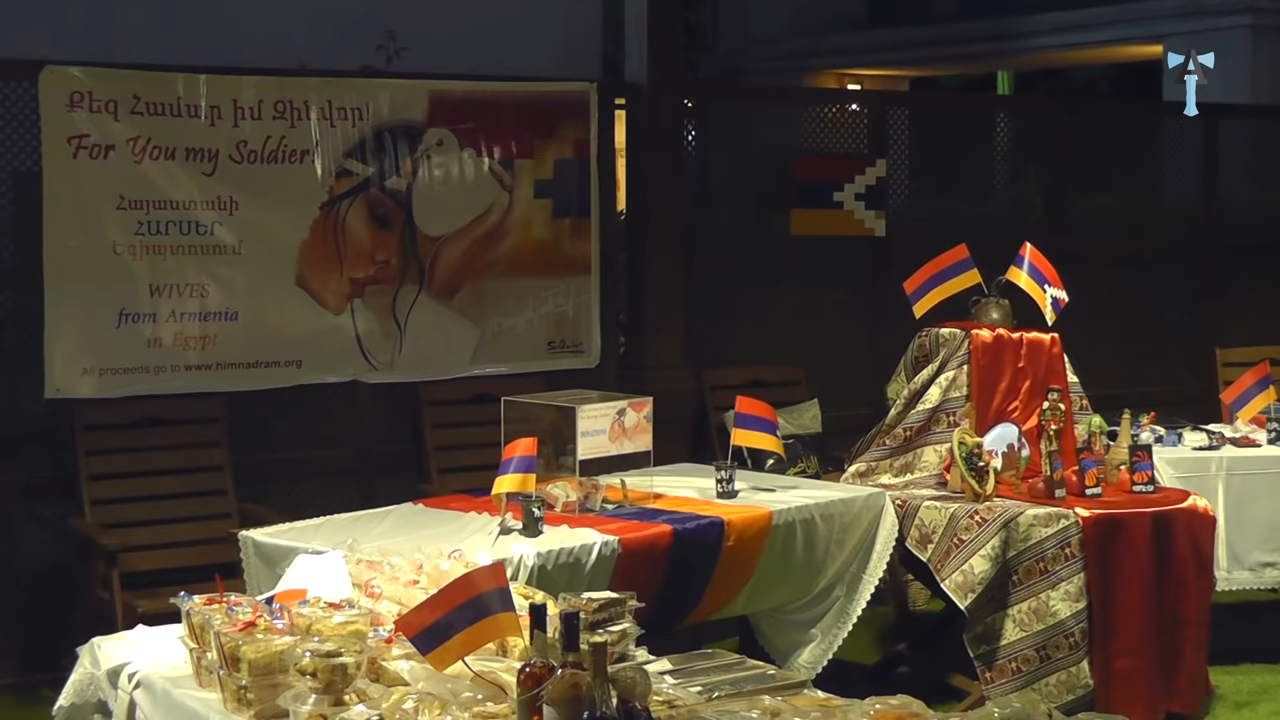 Քեզ Համար իմ Զինվոր!
For You my Soldier!
Հայաստանի
ՀԱՐՍԵՐ
Եգիպտոսում
WIVES
from Armenia
in Egypt
All proceeds go to www.himnadram.org
DONATIONS